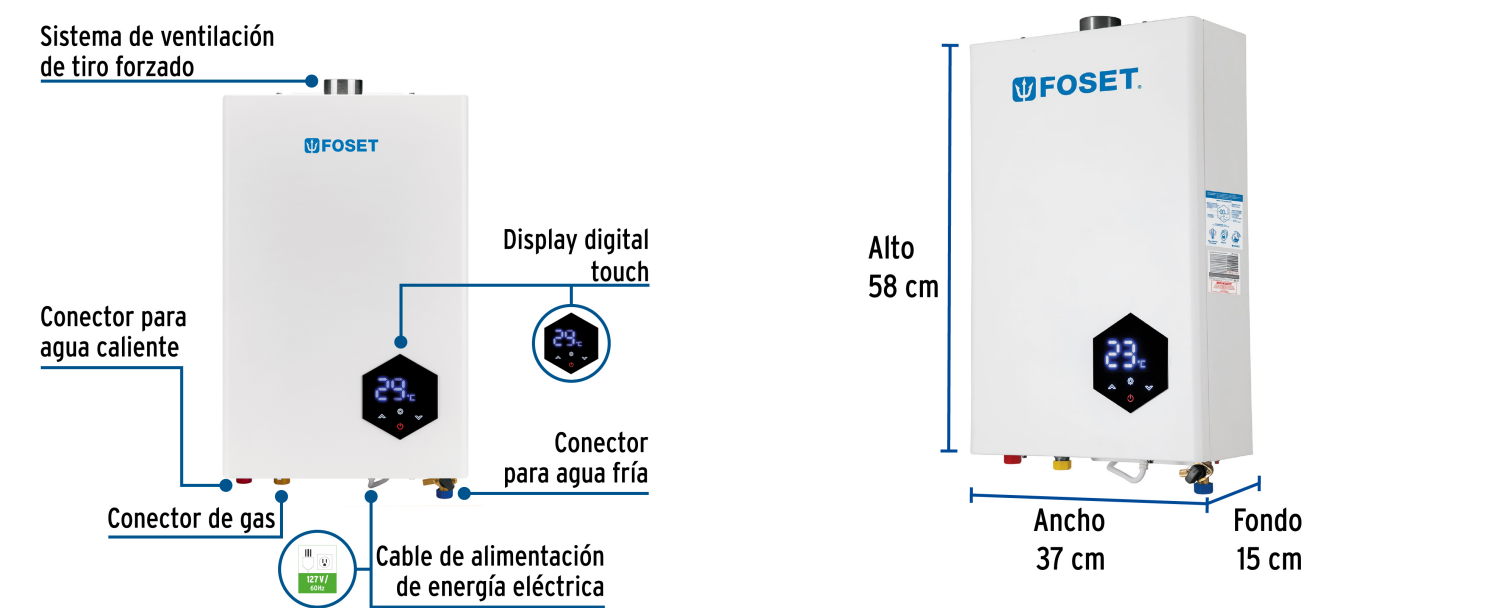 Sistema de ventilación
de tiro forzado
FOSET
Display digital
touch
29 °C
Conector para
agua caliente
29 °C
Conector
para agua fría
Conector de gas
Cable de alimentación
de energía eléctrica
127 V/
60Hz
FOSET®
Alto
58 cm
23 °C
Ancho
37 cm
Fondo
15 cm